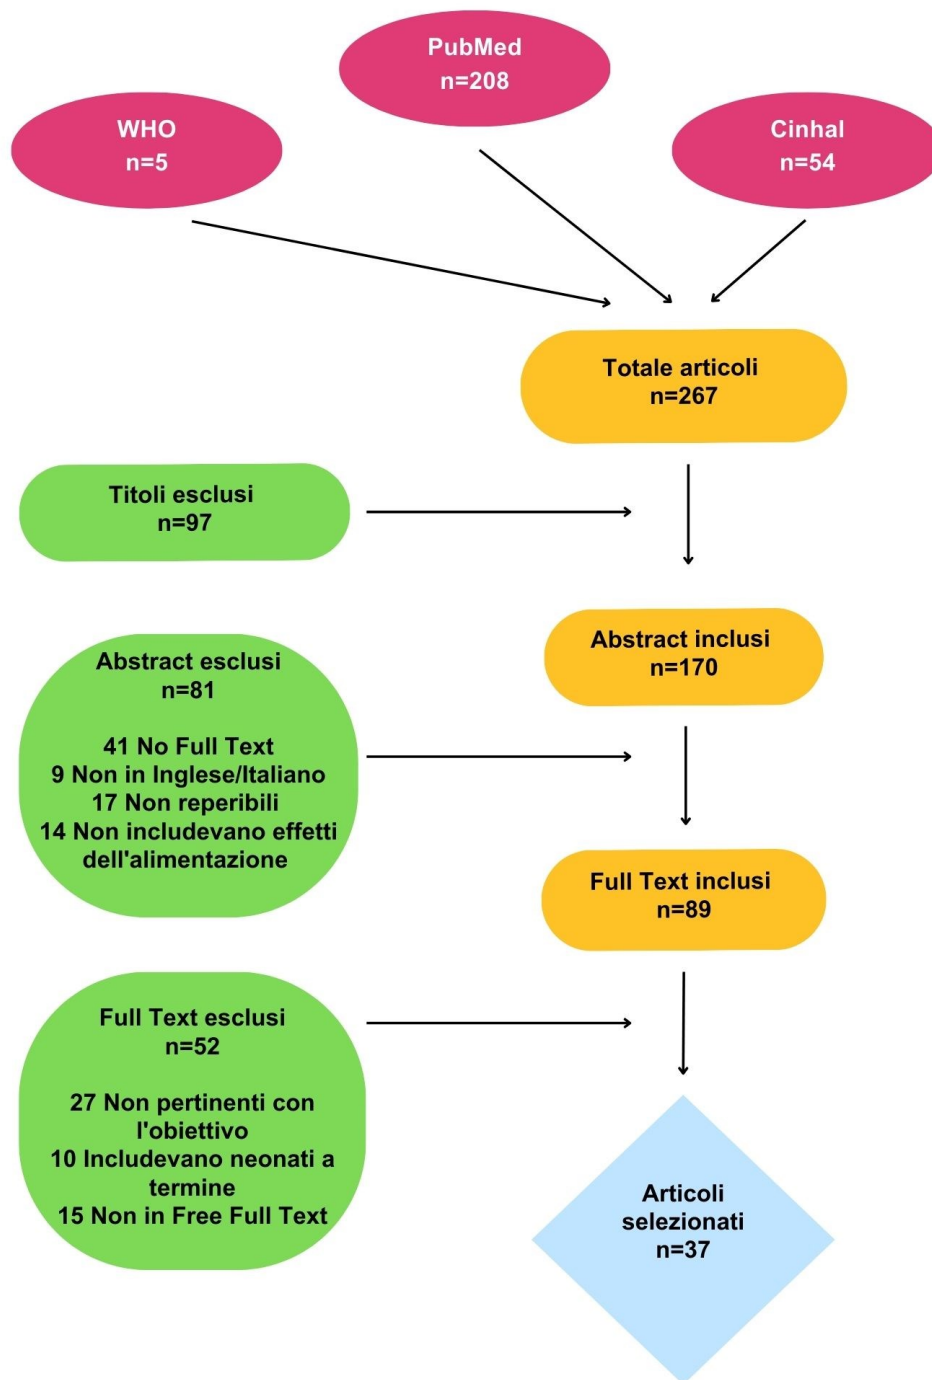 PubMed
n=208
WHO
n=5
Cinhal
n=54
Totale articoli
n=267
Titoli esclusi
n=97
Abstract inclusi
n=170
Abstract esclusi
n=81
41 No Full Text
9 Non in Inglese/Italiano
17 Non reperibili
14 Non includevano effetti
dell'alimentazione
Full Text inclusi
n=89
Full Text esclusi
n=52
27 Non pertinenti con
l'obiettivo
10 Includevano neonati a
termine
15 Non in Free Full Text
Articoli
selezionati
n=37